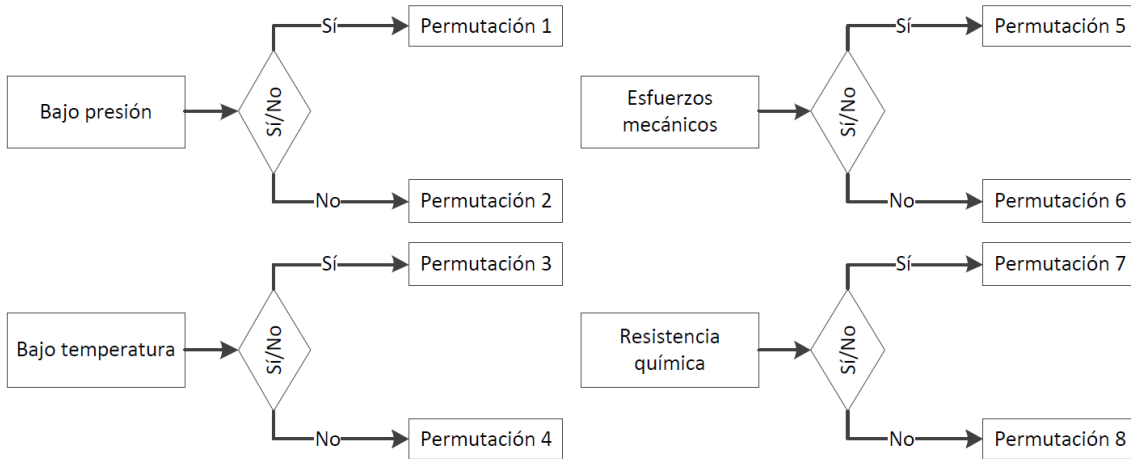 Bajo presión
Sí/No
Sí
Permutación 1
No
Permutación 2
Esfuerzos
mecánicos
Sí/No
Sí
Permutación 5
No
Permutación 6
Bajo temperatura
Sí/No
Sí
Permutación 3
No
Permutación 4
Resistencia
química
Sí/No
Sí
Permutación 7
No
Permutación 8